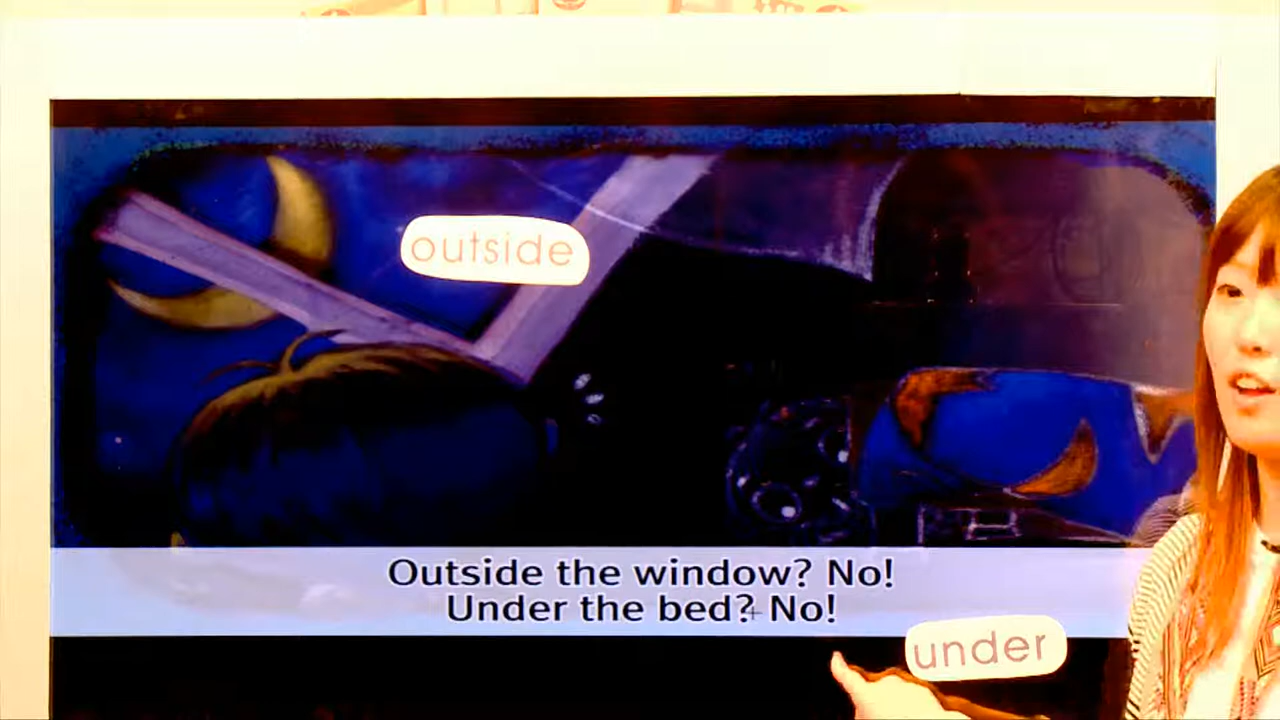 outside
Outside the window? No!
Under the bed? No!
under